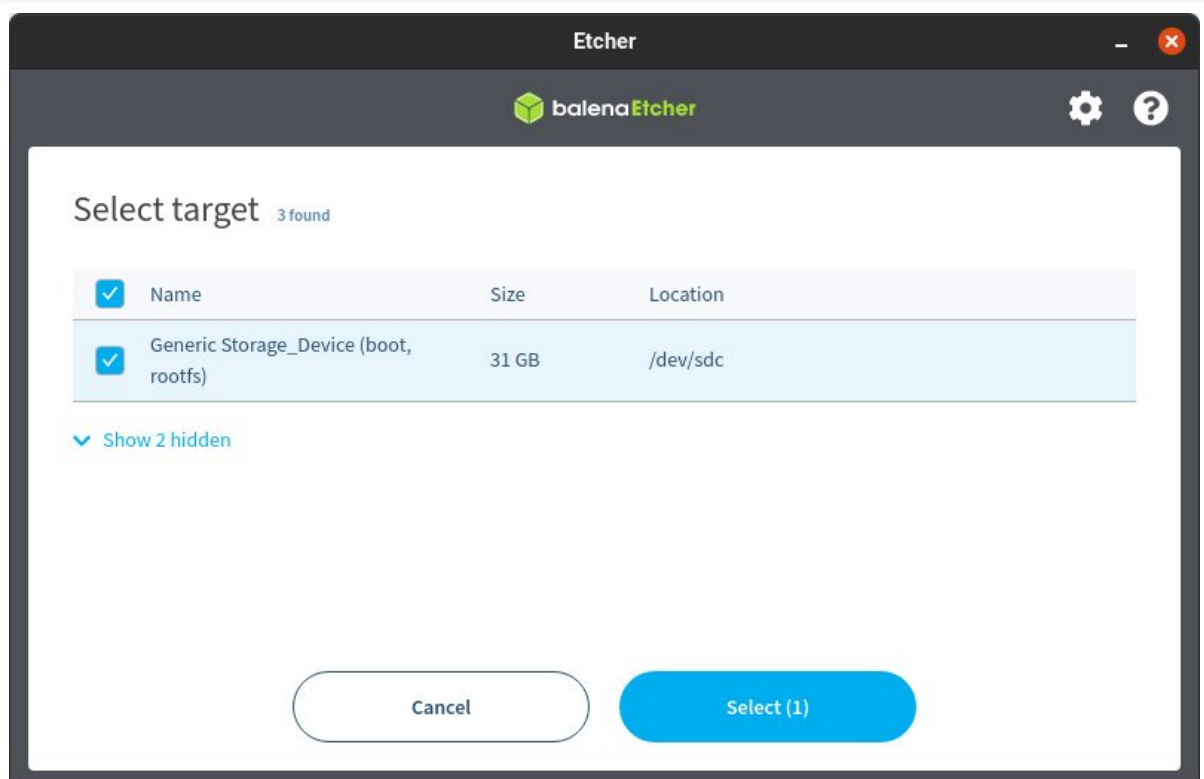 Etcher
balenaEtcher
Select target 3 found
Name Size Location
Generic Storage_Device (boot,
rootfs) 31 GB /dev/sdc
Show 2 hidden
Cancel Select (1)